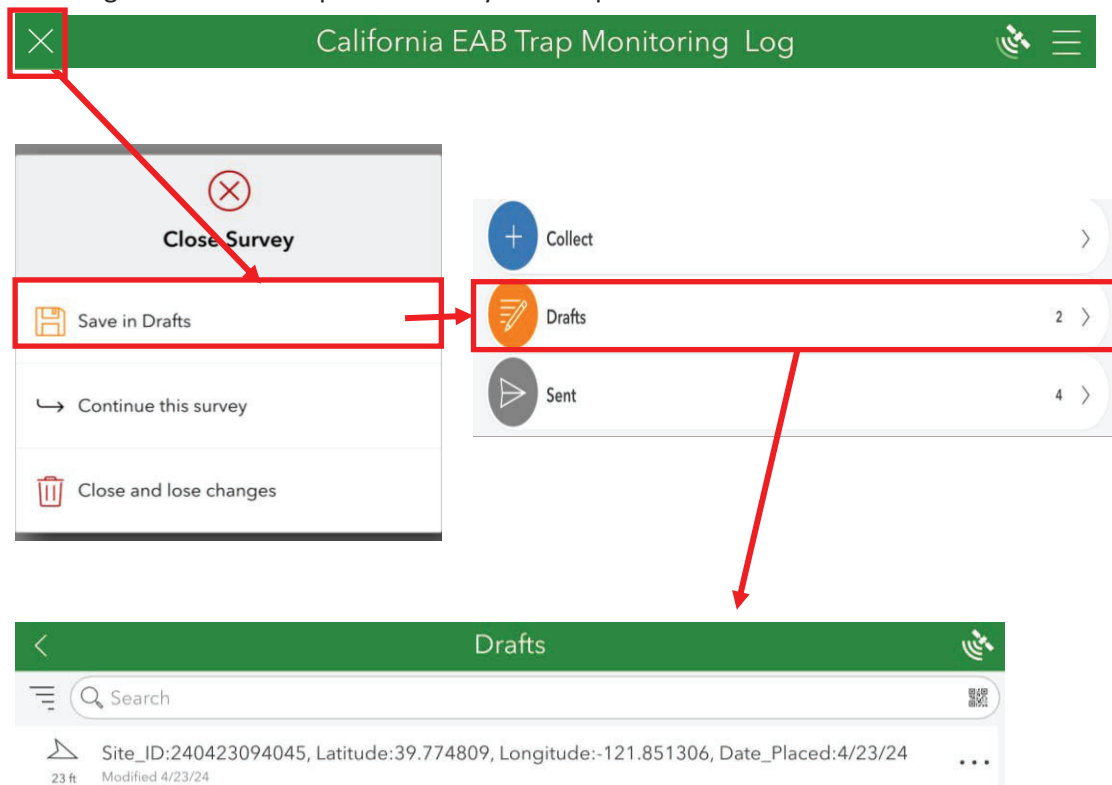 California EAB Trap Monitoring Log
Close Survey
Save in Drafts
Continue this survey
Close and lose changes
Collect
Drafts 2
Sent 4
Drafts
Search
Site_ID:240423094045, Latitude:39.774809, Longitude:-121.851306, Date_Placed:4/23/24
23 ft Modified 4/23/24